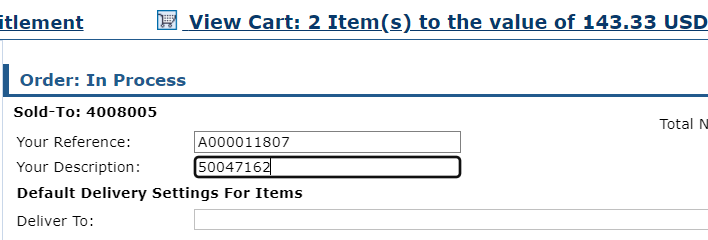 itlement View Cart: 2 Item(s) to the value of 143.33 USD
Order: In Process
Sold-To: 4008005
Total N
Your Reference: A000011807
Your Description: 50047162
Default Delivery Settings For Items
Deliver To: